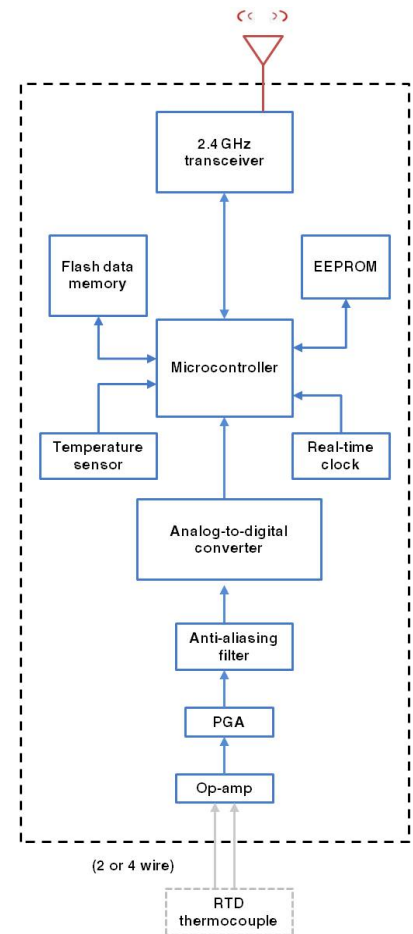 2.4 GHz
transceiver
Flash data
memory
EEPROM
Microcontroller
Temperature
sensor
Real-time
clock
Analog-to-digital
converter
Anti-aliasing
filter
PGA
Op-amp
(2 or 4 wire)
RTD
thermocouple